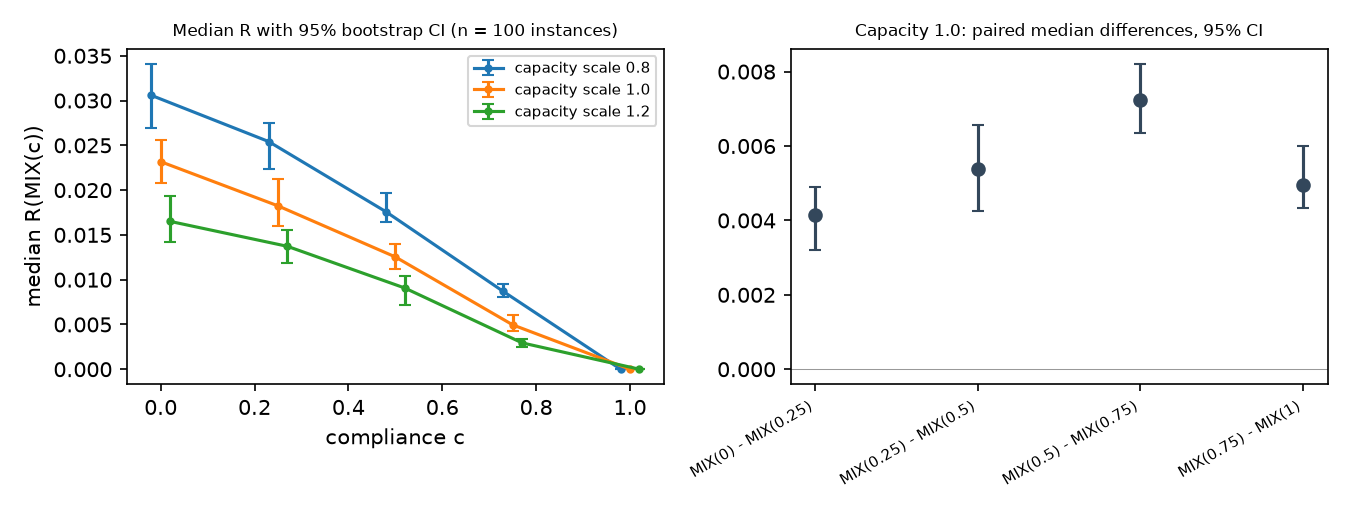 Median R with 95% bootstrap CI (n = 100 instances)
median R(MIX(c))
0.035
0.030
0.025
0.020
0.015
0.010
0.005
0.000
capacity scale 0.8
capacity scale 1.0
capacity scale 1.2
0.0 0.2 0.4 0.6 0.8 1.0
compliance c
Capacity 1.0: paired median differences, 95% CI
0.008
0.006
0.004
0.002
0.000
MIX(0) - MIX(0.25)
MIX(0.25) - MIX(0.5)
MIX(0.5) - MIX(0.75)
MIX(0.75) - MIX(1)